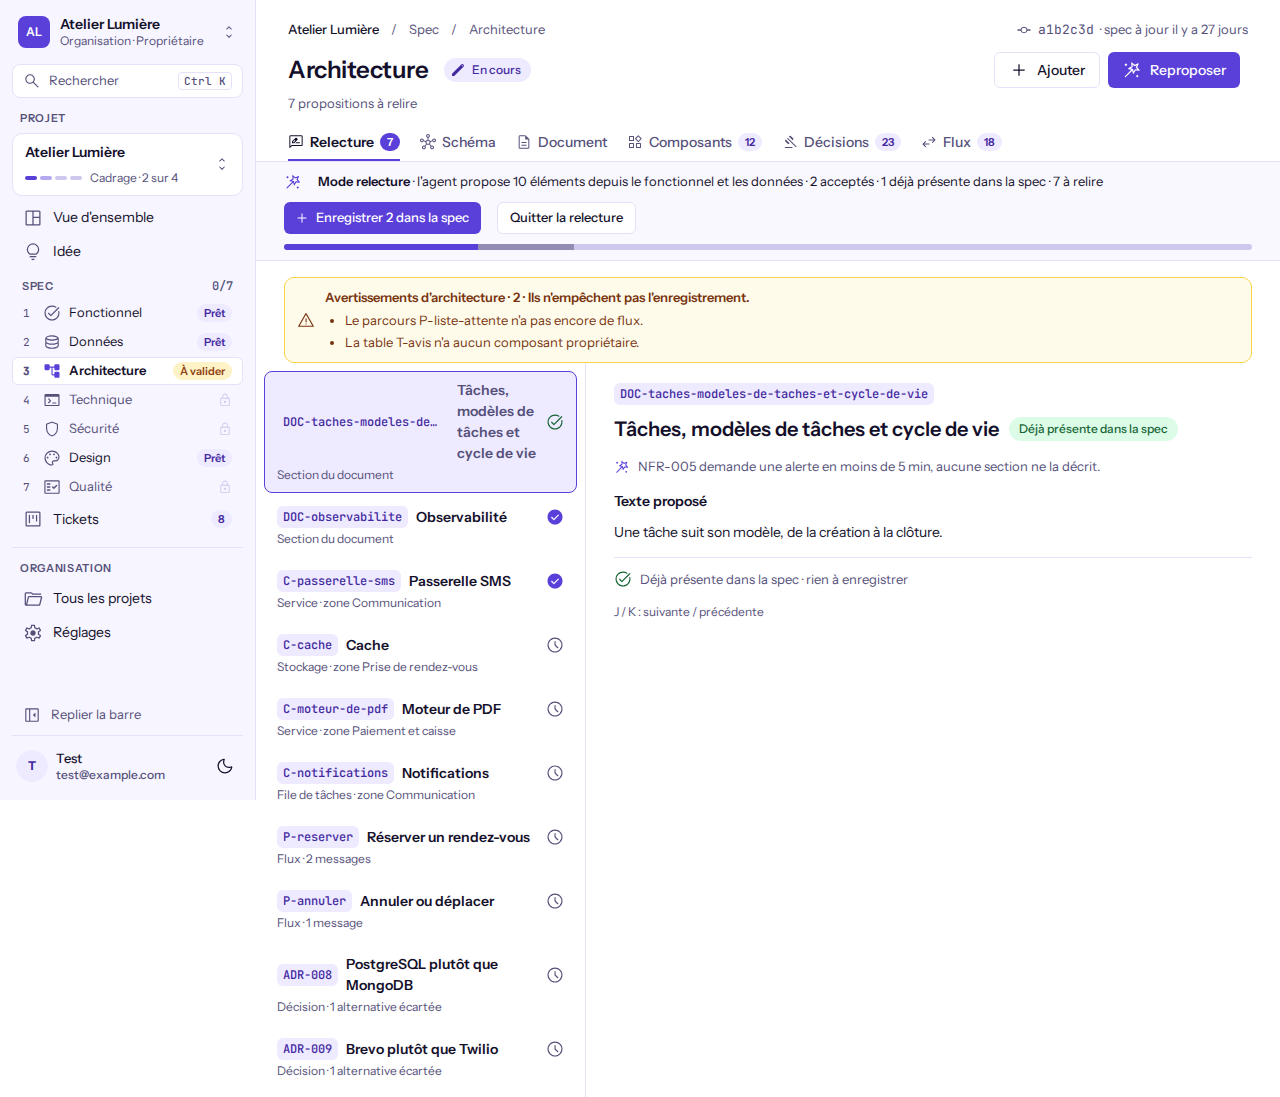 AL
Atelier Lumière
Organisation · Propriétaire
Rechercher
Ctrl K
PROJET
Atelier Lumière
Cadrage · 2 sur 4
Vue d'ensemble
Idée
SPEC 0/7
1 Fonctionnel Prêt
2 Données Prêt
3 Architecture À valider
4 Technique
5 Sécurité
6 Design Prêt
7 Qualité
Tickets 8
ORGANISATION
Tous les projets
Réglages
Replier la barre
T
Test
test@example.com
Atelier Lumière / Spec / Architecture
a1b2c3d · spec à jour il y a 27 jours
Architecture
En cours
Ajouter
Reproposer
7 propositions à relire
Relecture 7
Schéma
Document
Composants 12
Décisions 23
Flux 18
Mode relecture · l'agent propose 10 éléments depuis le fonctionnel et les données · 2 acceptés · 1 déjà présente dans la spec · 7 à relire
Enregistrer 2 dans la spec
Quitter la relecture
Avertissements d'architecture · 2 · Ils n'empêchent pas l'enregistrement.
• Le parcours P-liste-attente n'a pas encore de flux.
• La table T-avis n'a aucun composant propriétaire.
DOC-taches-modeles-de…
Tâches,
modèles de
tâches et
cycle de vie
Section du document
DOC-observabilite Observabilité
Section du document
C-passerelle-sms Passerelle SMS
Service · zone Communication
C-cache Cache
Stockage · zone Prise de rendez-vous
C-moteur-de-pdf Moteur de PDF
Service · zone Paiement et caisse
C-notifications Notifications
File de tâches · zone Communication
P-reserver Réserver un rendez-vous
Flux · 2 messages
P-annuler Annuler ou déplacer
Flux · 1 message
ADR-008 PostgreSQL plutôt que
MongoDB
Décision · 1 alternative écartée
ADR-009 Brevo plutôt que Twilio
Décision · 1 alternative écartée
DOC-taches-modeles-de-taches-et-cycle-de-vie
Tâches, modèles de tâches et cycle de vie
Déjà présente dans la spec
NFR-005 demande une alerte en moins de 5 min, aucune section ne la décrit.
Texte proposé
Une tâche suit son modèle, de la création à la clôture.
Déjà présente dans la spec · rien à enregistrer
J / K : suivante / précédente